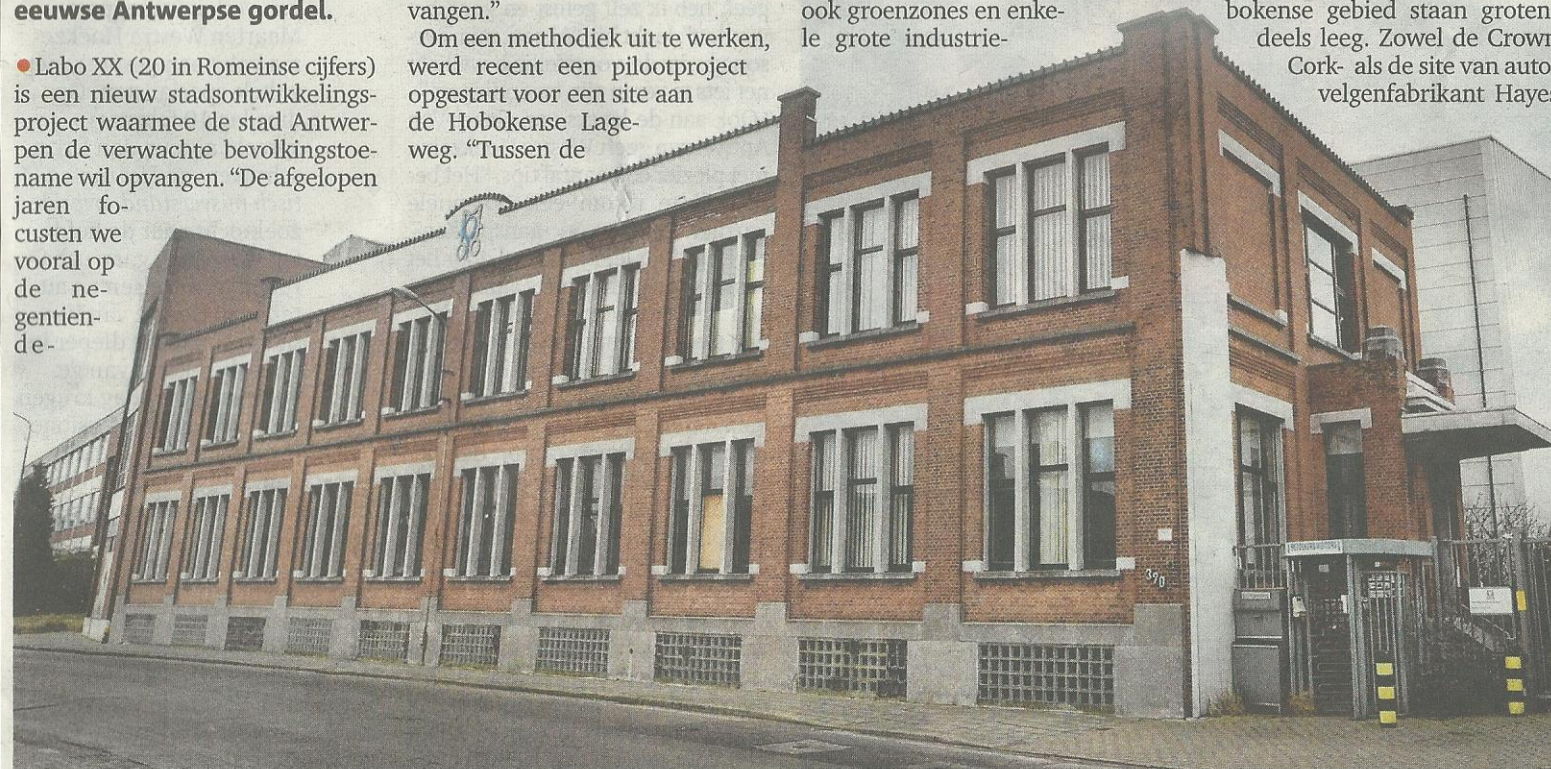 eeuwse Antwerpse gordel.
● Labo XX (20 in Romeinse cijfers)
is een nieuw stadsontwikkelings-
project waarmee de stad Antwer-
pen de verwachte bevolkingstoe-
name wil opvangen. “De afgelopen
jaren fo-
custen we
vooral op
de ne-
gentien-
de-
vangen.”
Om een methodiek uit te werken,
werd recent een pilootproject
opgestart voor een site aan
de Hobokense Lage-
weg. “Tussen de
ook groenzones en enke-
le grote industrie-
bokense gebied staan groten
deels leeg. Zowel de Crown
Cork- als de site van auto
velgenfabrikant Hayes
390